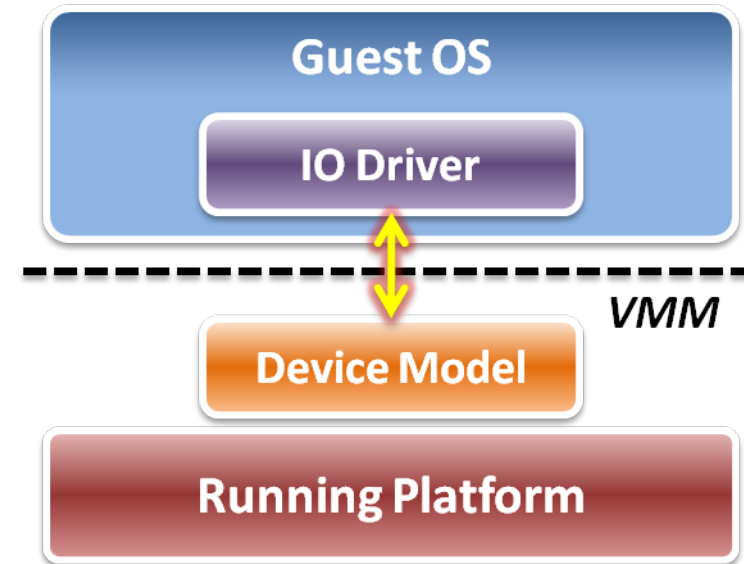 Guest OS
IO Driver
VMM
Device Model
Running Platform